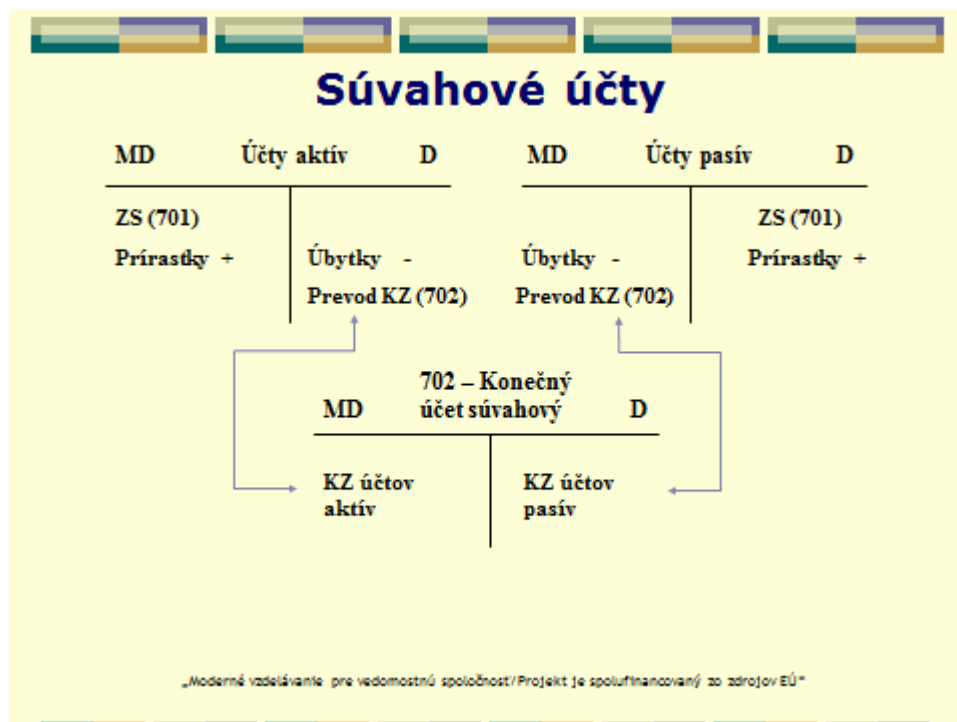 Súvahové účty
MD Účty aktív D
ZS (701)
Prírastky +
Úbytky -
Prevod KZ (702)
MD Účty pasív D
ZS (701)
Úbytky -
Prírastky +
Prevod KZ (702)
702 – Konečný
MD účet súvahový D
KZ účtov
aktív
KZ účtov
pasív
„Moderné vzdelávanie pre vedomostnú spoločnosť/Projekt je spolufinancovaný zo zdrojov EÚ“